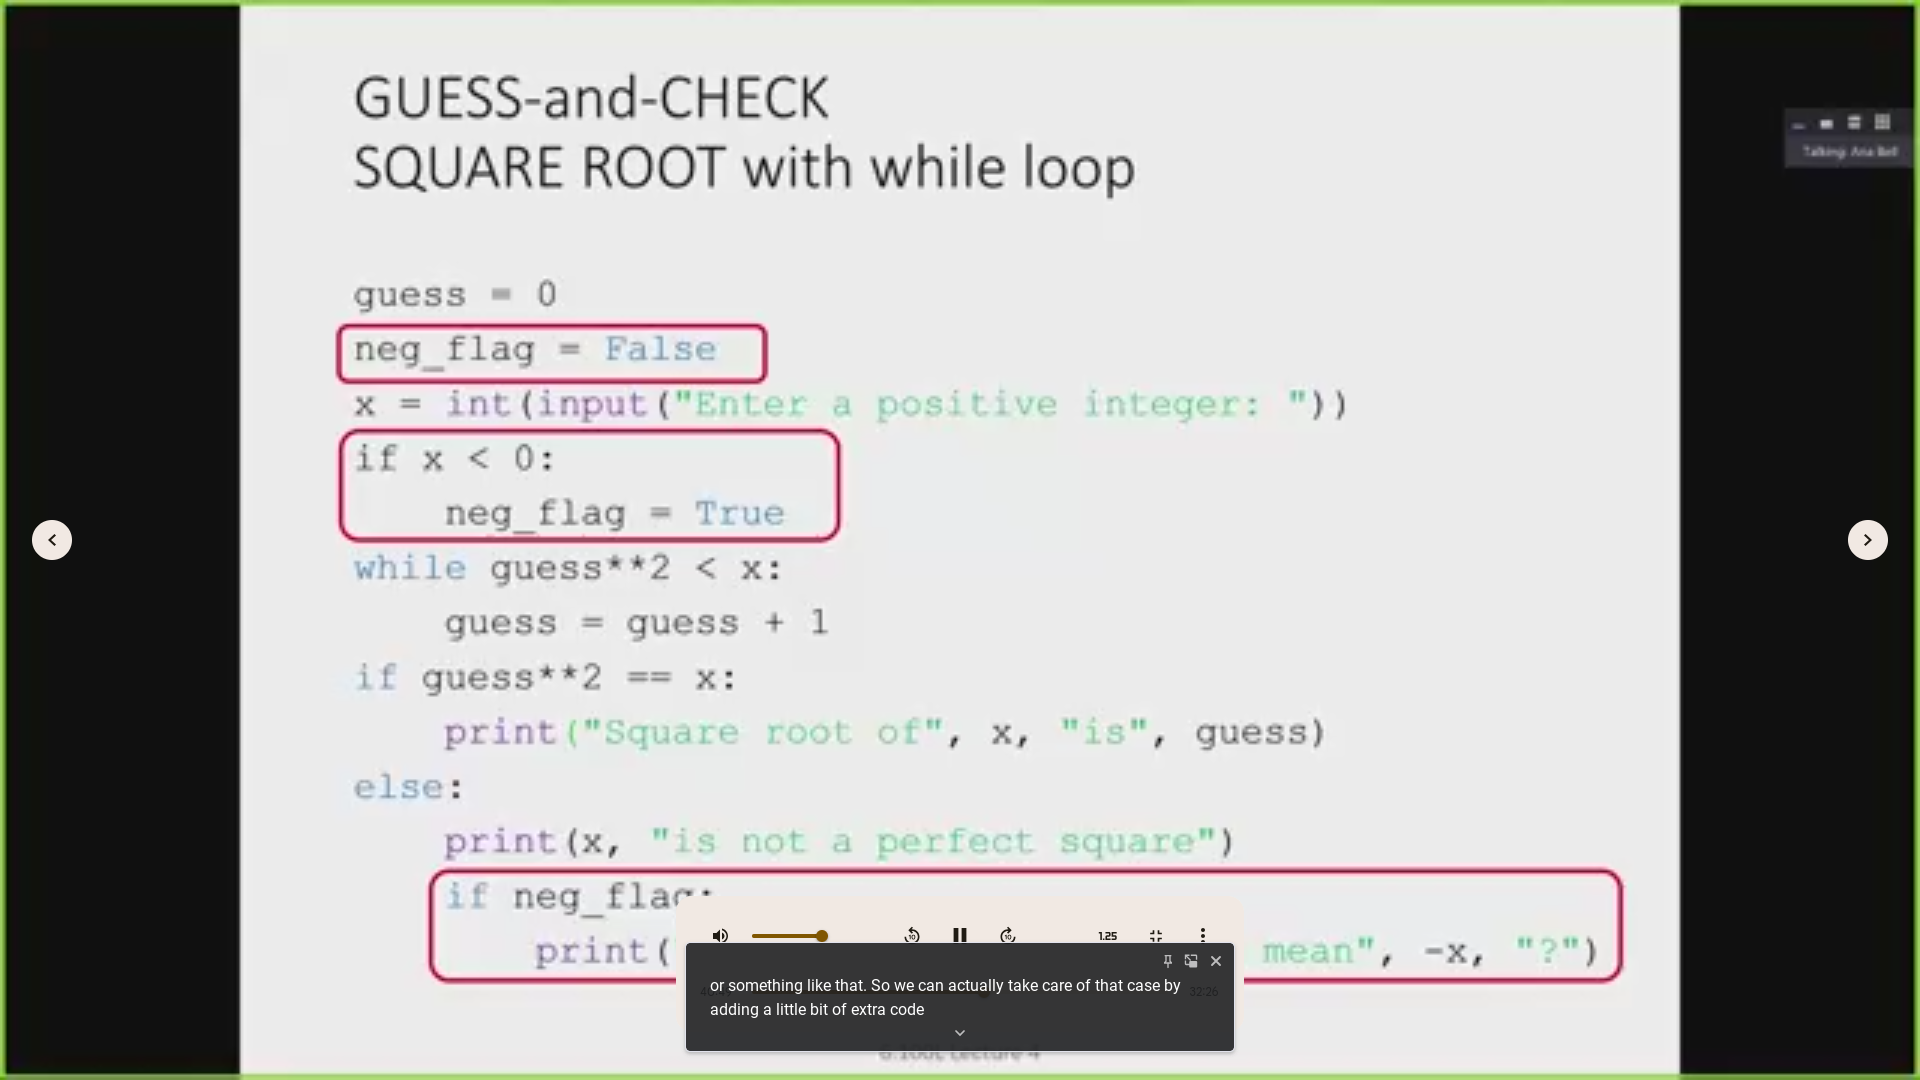 GUESS-and-CHECK
SQUARE ROOT with while loop
Talking: Ana Bell
guess = 0
neg_flag = False
x = int(input("Enter a positive integer: "))
if x < 0:
neg_flag = True
while guess**2 < x:
guess = guess + 1
if guess**2 == x:
print("Square root of", x, "is", guess)
else:
print(x, "is not a perfect square")
if neg_flag:
print( mean", -x, "?")
1.25
or something like that. So we can actually take care of that case by
32:26
adding a little bit of extra code
6.100L Lecture 4